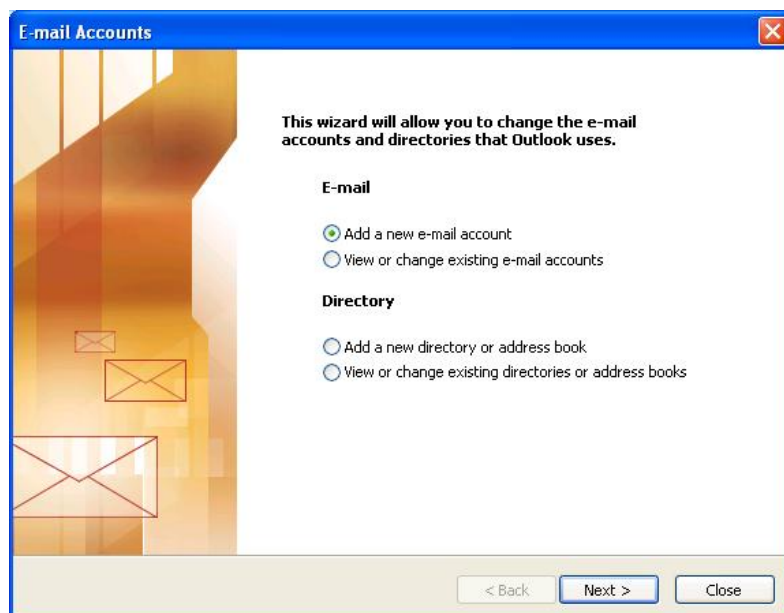 E-mail Accounts
This wizard will allow you to change the e-mail
accounts and directories that Outlook uses.
E-mail
Add a new e-mail account
View or change existing e-mail accounts
Directory
Add a new directory or address book
View or change existing directories or address books
< Back Next > Close